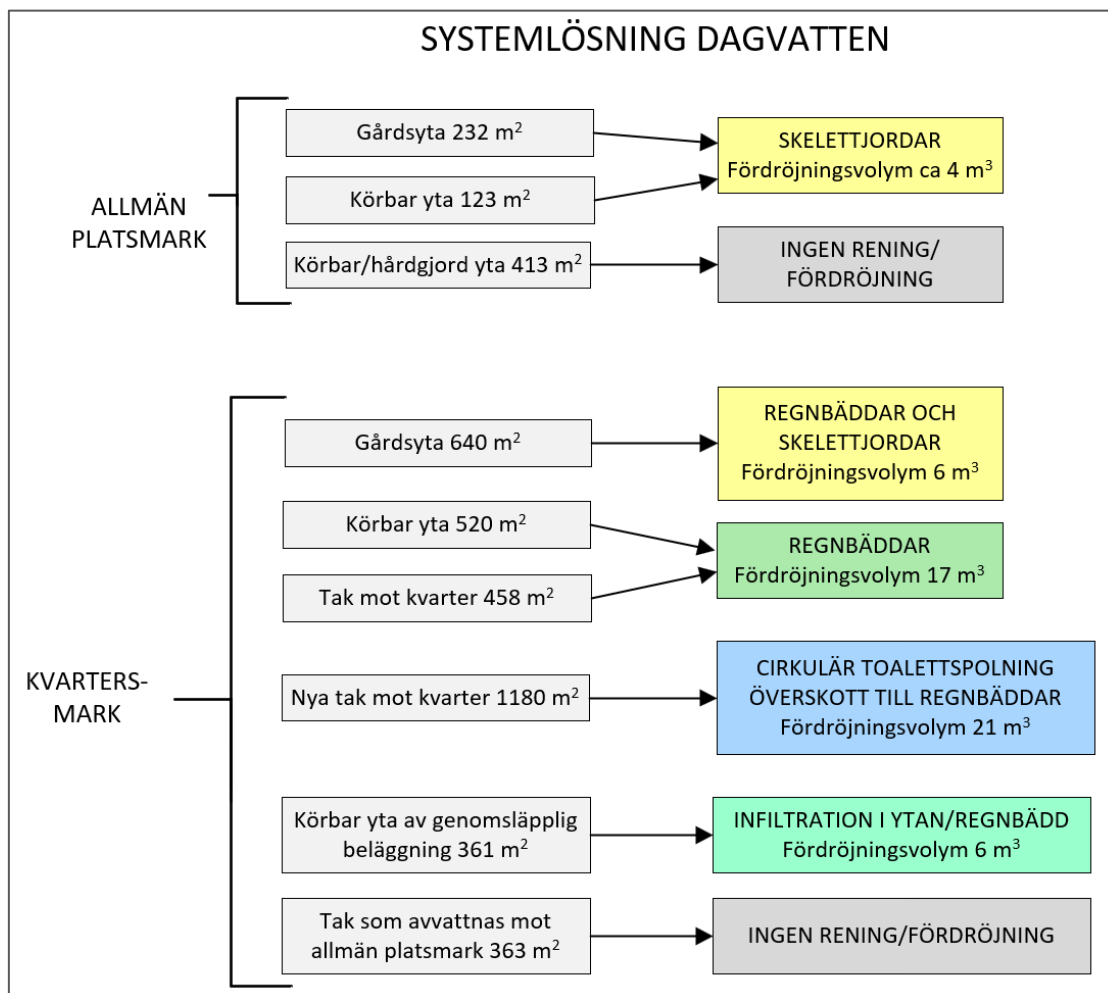 SYSTEMLÖSNING DAGVATTEN
ALLMÄN
PLATSMARK
Gårdsyta 232 m²
Körbar yta 123 m²
SKELETTJORDAR
Fördröjningsvolym ca 4 m³
Körbar/hårdgjord yta 413 m²
INGEN RENING/
FÖRDRÖJNING
KVARTERS-
MARK
Gårdsyta 640 m²
REGNBÄDDAR OCH
SKELETTJORDAR
Fördröjningsvolym 6 m³
Körbar yta 520 m²
Tak mot kvarter 458 m²
REGNBÄDDAR
Fördröjningsvolym 17 m³
Nya tak mot kvarter 1180 m²
CIRKULÄR TOALETTSPOLNING
ÖVERSKOTT TILL REGNBÄDDAR
Fördröjningsvolym 21 m³
Körbar yta av genomsläpplig
beläggning 361 m²
INFILTRATION I YTAN/REGNBÄDD
Fördröjningsvolym 6 m³
Tak som avvattnas mot
allmän platsmark 363 m²
INGEN RENING/FÖRDRÖJNING